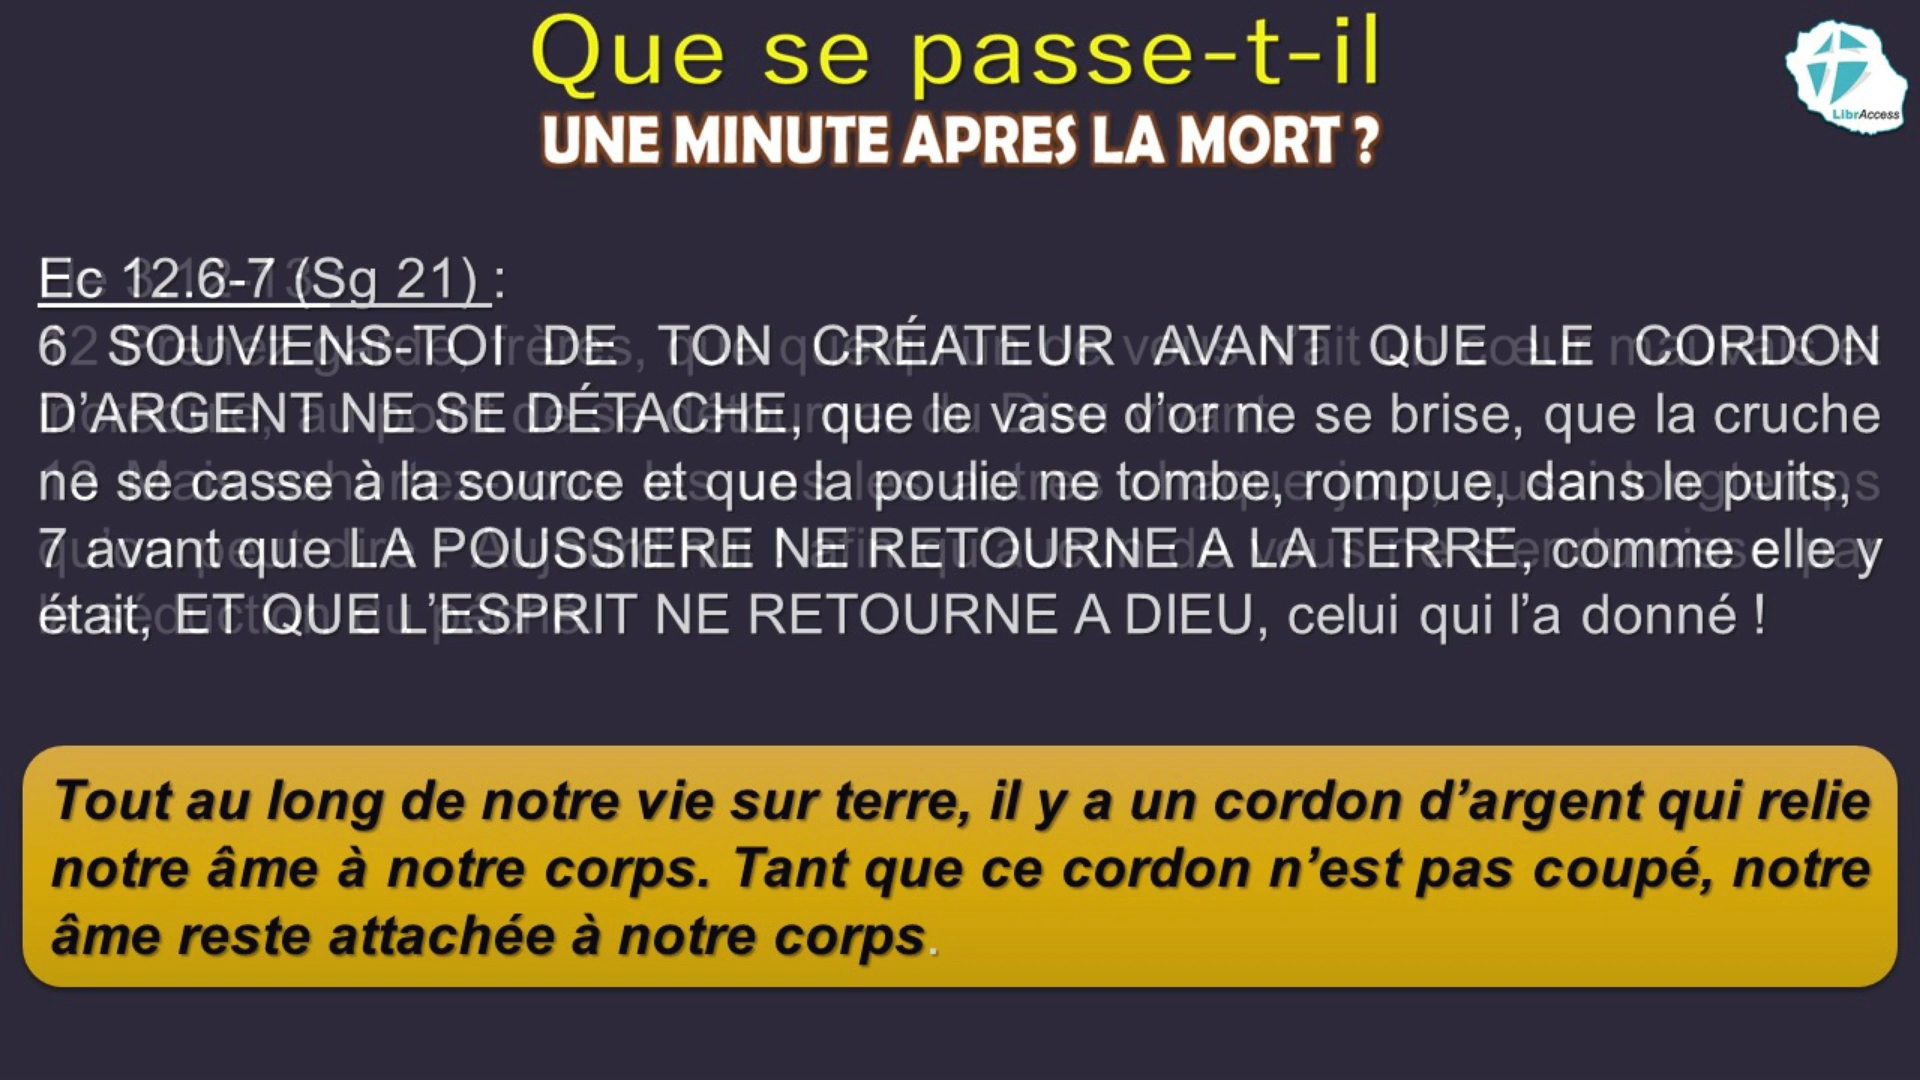 Que se passe-t-il
UNE MINUTE APRES LA MORT ?
LibrAccess
Ec 12.6-7 (Sg 21) :
6 SOUVIENS-TOI DE TON CRÉATEUR AVANT QUE LE CORDON
D’ARGENT NE SE DÉTACHE, que le vase d’or ne se brise, que la cruche
ne se casse à la source et que la poulie ne tombe, rompue, dans le puits,
7 avant que LA POUSSIERE NE RETOURNE A LA TERRE, comme elle y
était, ET QUE L’ESPRIT NE RETOURNE A DIEU, celui qui l’a donné !
Tout au long de notre vie sur terre, il y a un cordon d’argent qui relie
notre âme à notre corps. Tant que ce cordon n’est pas coupé, notre
âme reste attachée à notre corps.